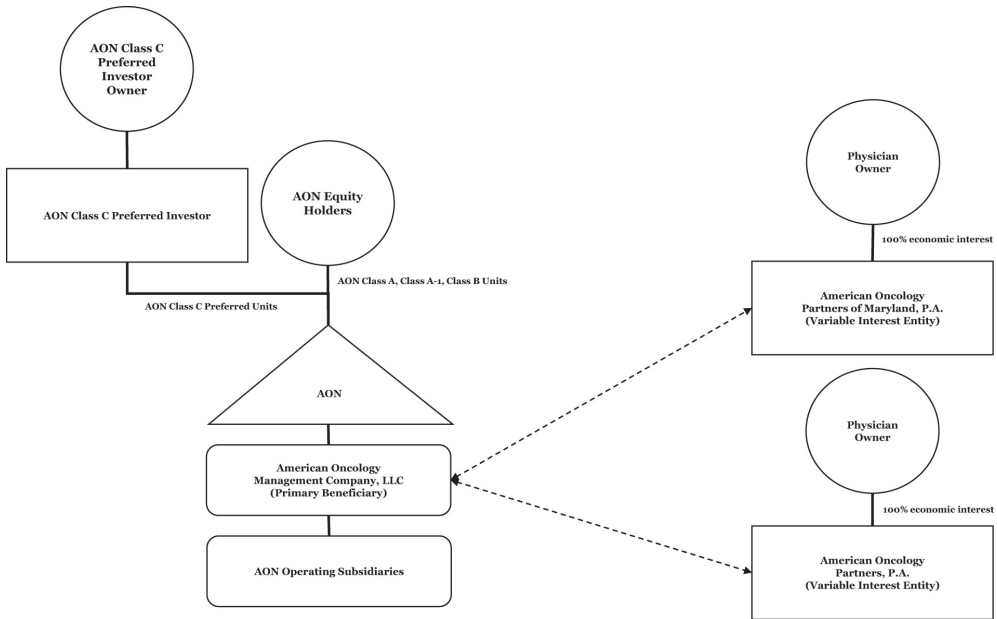 AON Class C
Preferred
Investor
Owner
AON Class C Preferred Investor
AON Equity
Holders
AON Class A, Class A-1, Class B Units
AON Class C Preferred Units
AON
American Oncology
Management Company, LLC
(Primary Beneficiary)
AON Operating Subsidiaries
Physician
Owner
100% economic interest
American Oncology
Partners of Maryland, P.A.
(Variable Interest Entity)
Physician
Owner
100% economic interest
American Oncology
Partners, P.A.
(Variable Interest Entity)